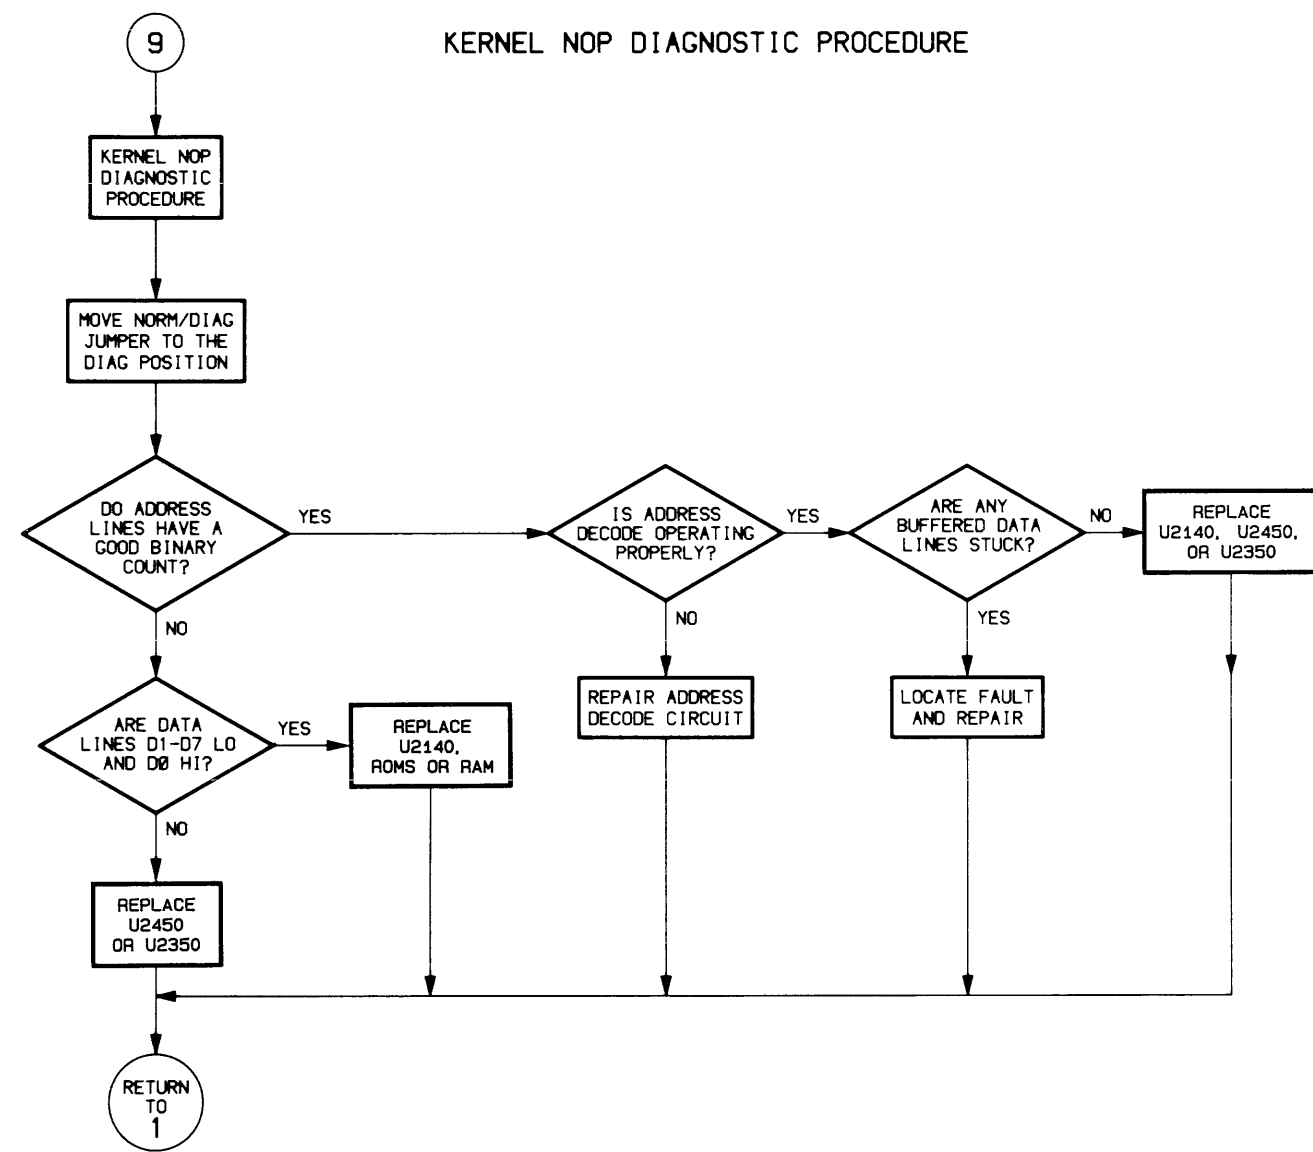 9
KERNEL NOP DIAGNOSTIC PROCEDURE
KERNEL NOP
DIAGNOSTIC
PROCEDURE
MOVE NORM/DIAG
JUMPER TO THE
DIAG POSITION
DO ADDRESS
LINES HAVE A
GOOD BINARY
COUNT?
YES
IS ADDRESS
DECODE OPERATING
PROPERLY?
YES
ARE ANY
BUFFERED DATA
LINES STUCK?
NO
REPLACE
U2140, U2450,
OR U2350
NO
NO
YES
ARE DATA
LINES D1-D7 LO
AND D0 HI?
YES
REPLACE
U2140,
ROMS OR RAM
REPAIR ADDRESS
DECODE CIRCUIT
LOCATE FAULT
AND REPAIR
NO
REPLACE
U2450
OR U2350
RETURN
TO
1